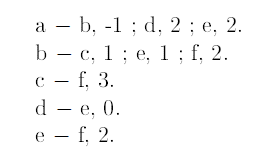 a − b, -1 ; d, 2 ; e, 2.
b − c, 1 ; e, 1 ; f, 2.
c − f, 3.
d − e, 0.
e − f, 2.